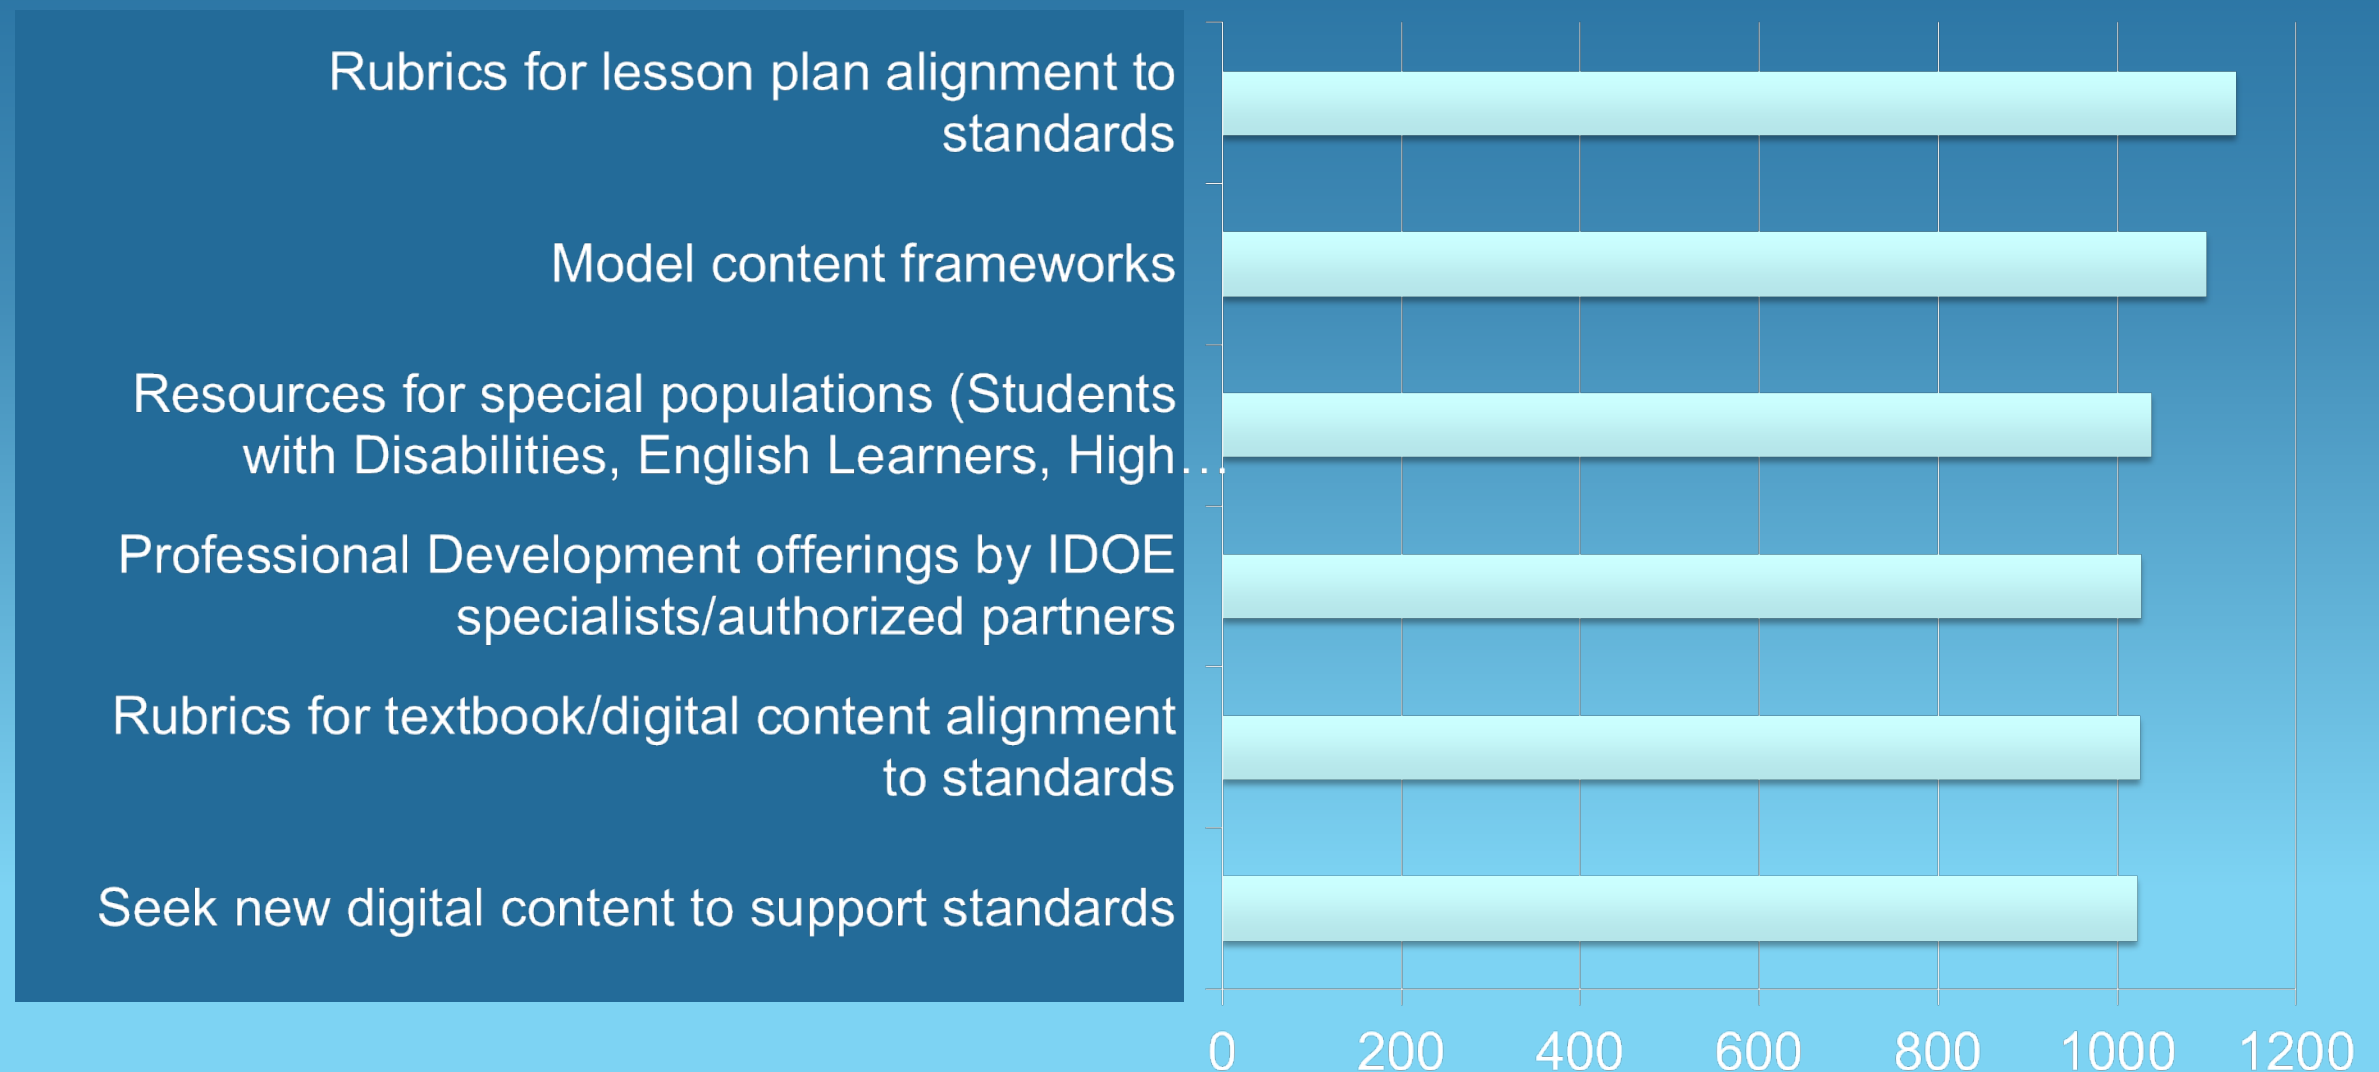 Rubrics for lesson plan alignment to
standards
Model content frameworks
Resources for special populations (Students
with Disabilities, English Learners, High…
Professional Development offerings by IDOE
specialists/authorized partners
Rubrics for textbook/digital content alignment
to standards
Seek new digital content to support standards
0 200 400 600 800 1000 1200